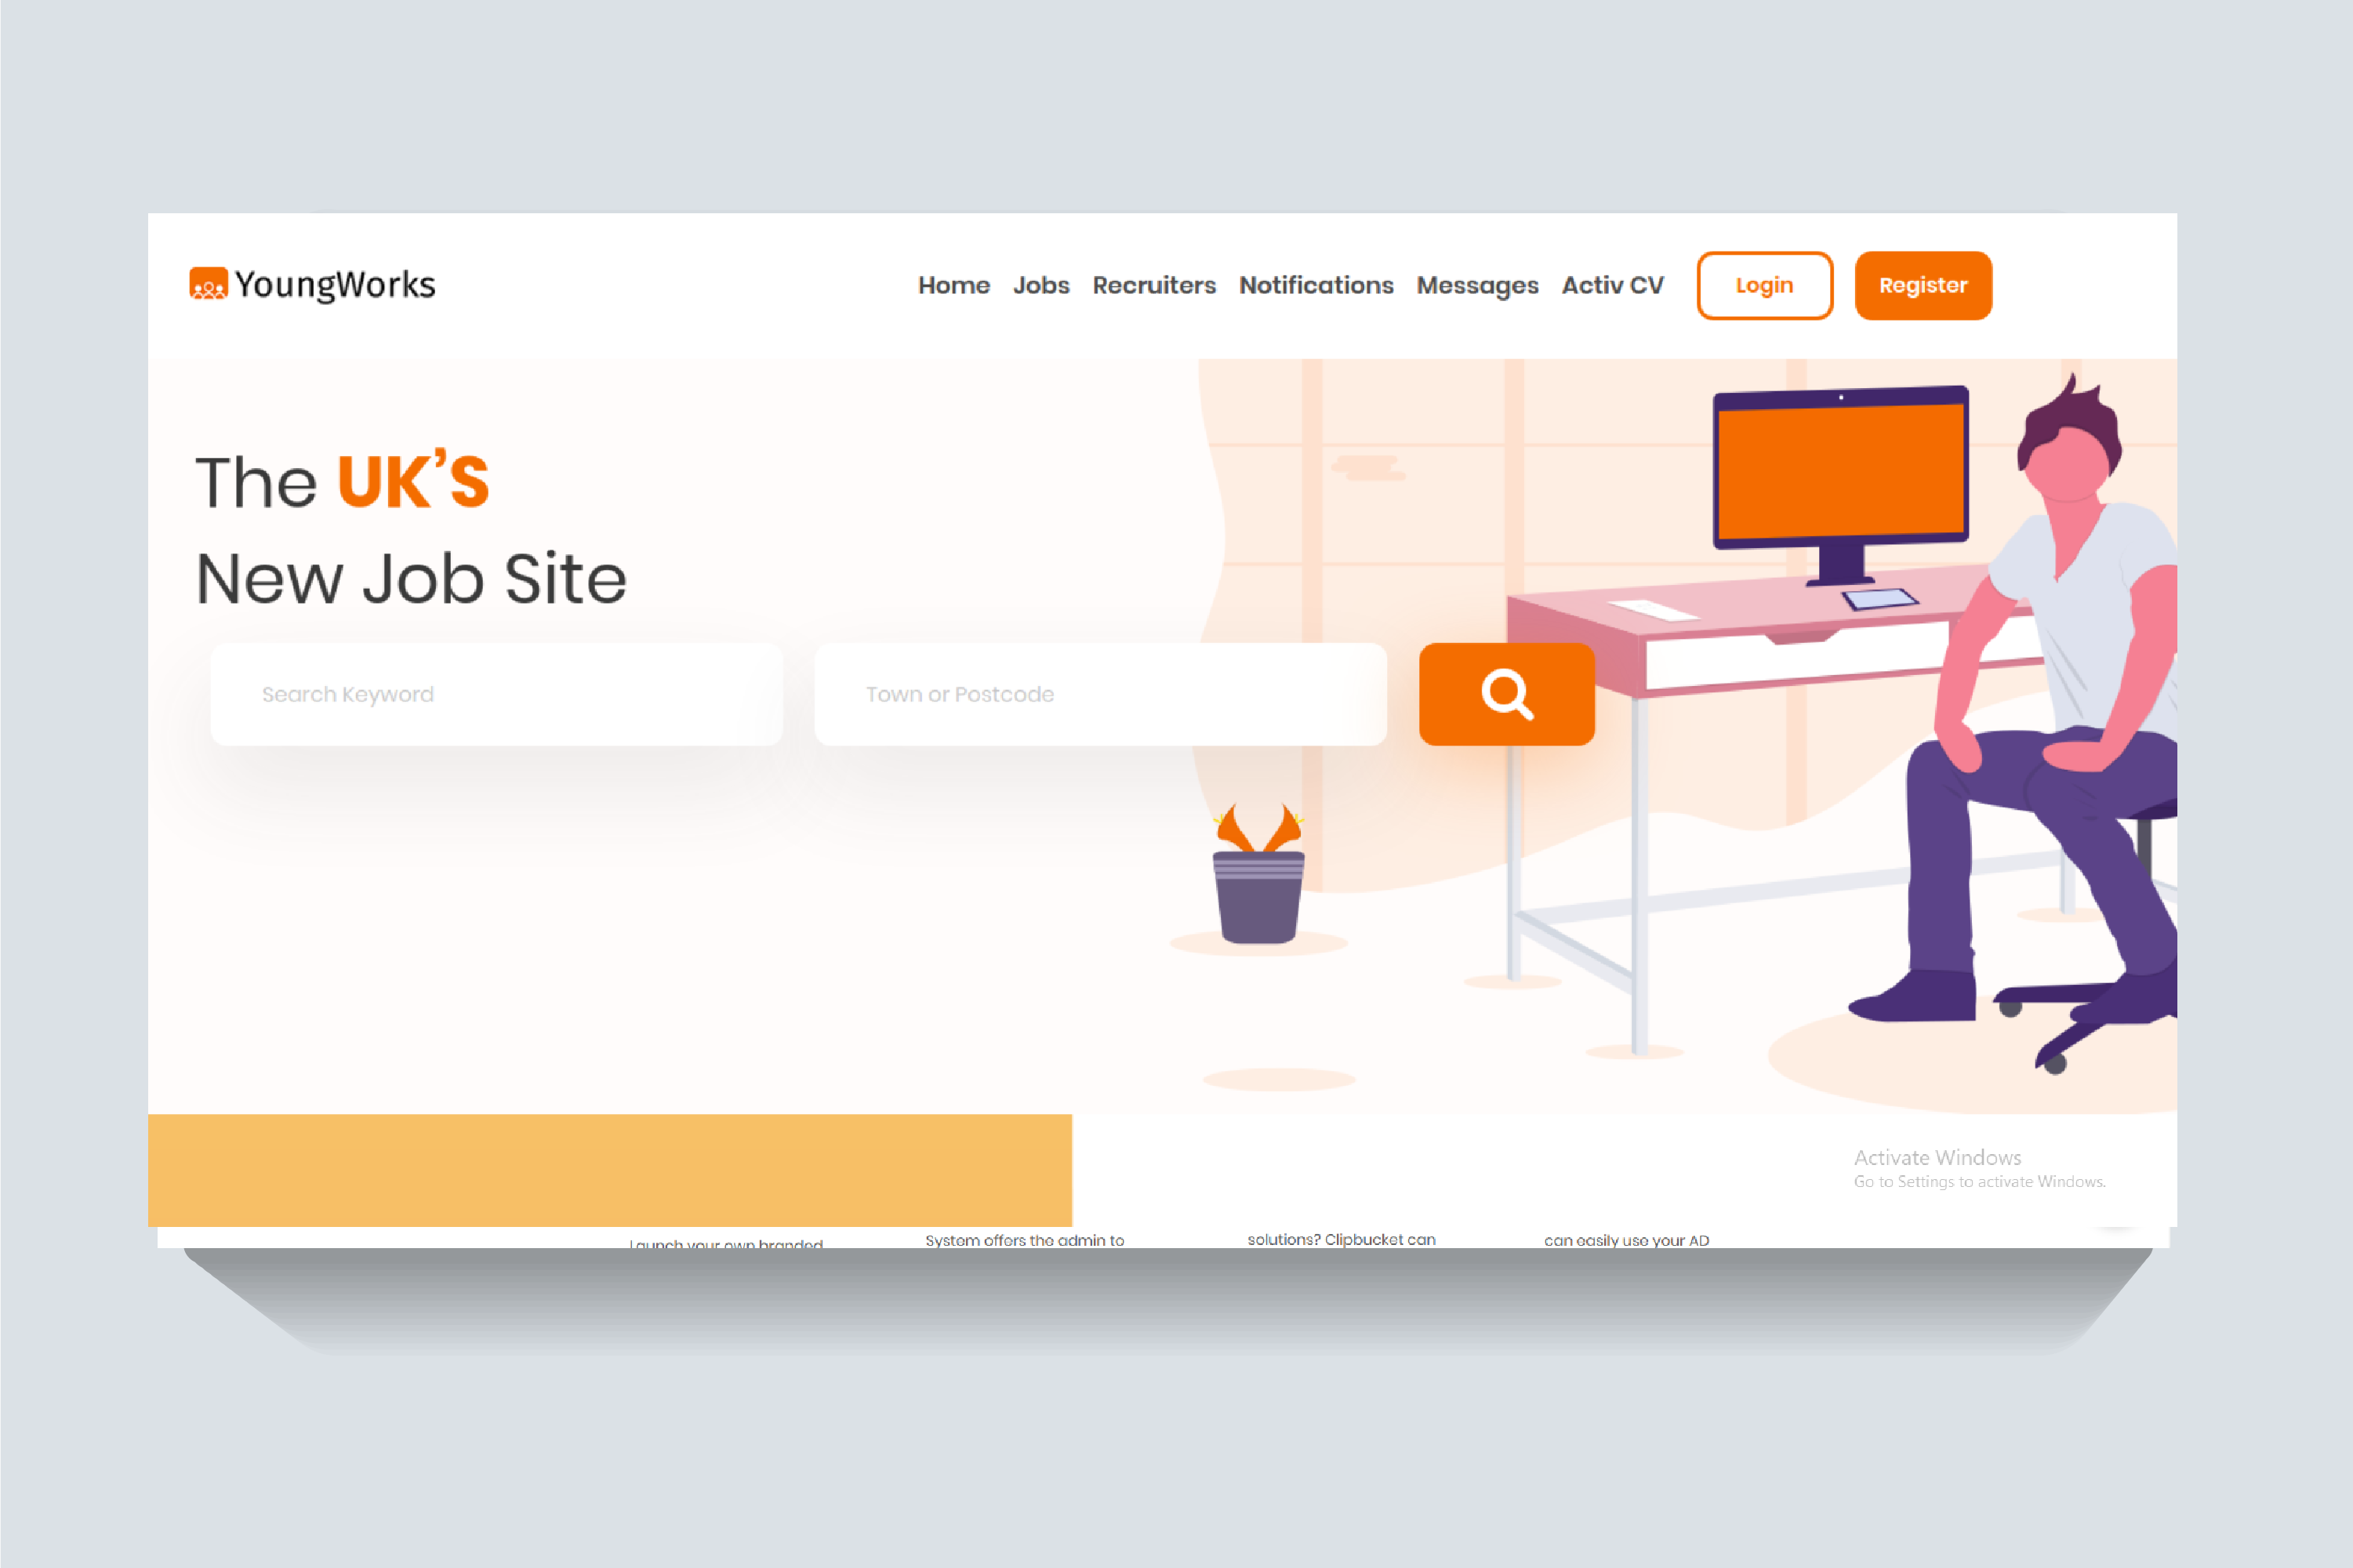 YoungWorks
Home Jobs Recruiters Notifications Messages Activ CV Login Register
The UK'S
New Job Site
Search Keyword
Town or Postcode
Activate Windows
Go to Settings to activate Windows.
Launch your own branded
System offers the admin to
solutions? Clipbucket can
can easily use your AD